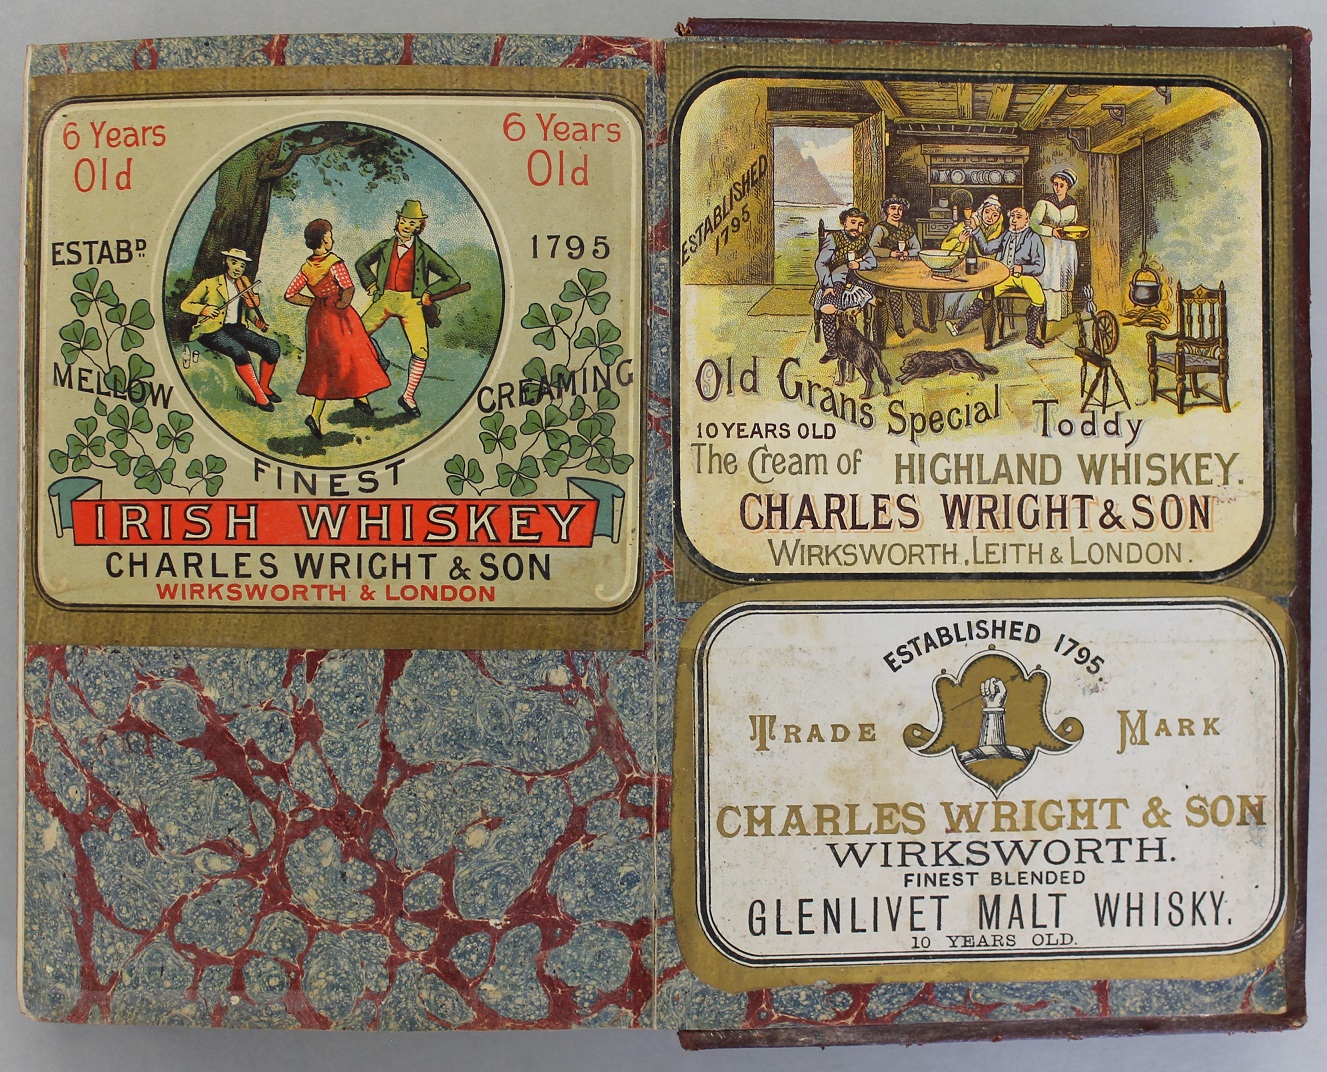 6 Years Old
6 Years Old
ESTABD
1795
MELLOW
CREAMING
FINEST
IRISH WHISKEY
CHARLES WRIGHT & SON
WIRKSWORTH & LONDON
ESTABLISHED 1795
Old Grans Special Toddy
10 YEARS OLD
The Cream of HIGHLAND WHISKEY.
CHARLES WRIGHT & SON
WIRKSWORTH, LEITH & LONDON.
ESTABLISHED 1795.
TRADE MARK
CHARLES WRIGHT & SON
WIRKSWORTH.
FINEST BLENDED
GLENLIVET MALT WHISKY.
10 YEARS OLD.